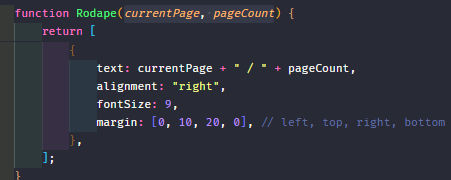 function Rodape(currentPage, pageCount) {
return [
{
text: currentPage + " / " + pageCount,
alignment: "right",
fontSize: 9,
margin: [0, 10, 20, 0], // left, top, right, bottom
},
];
}